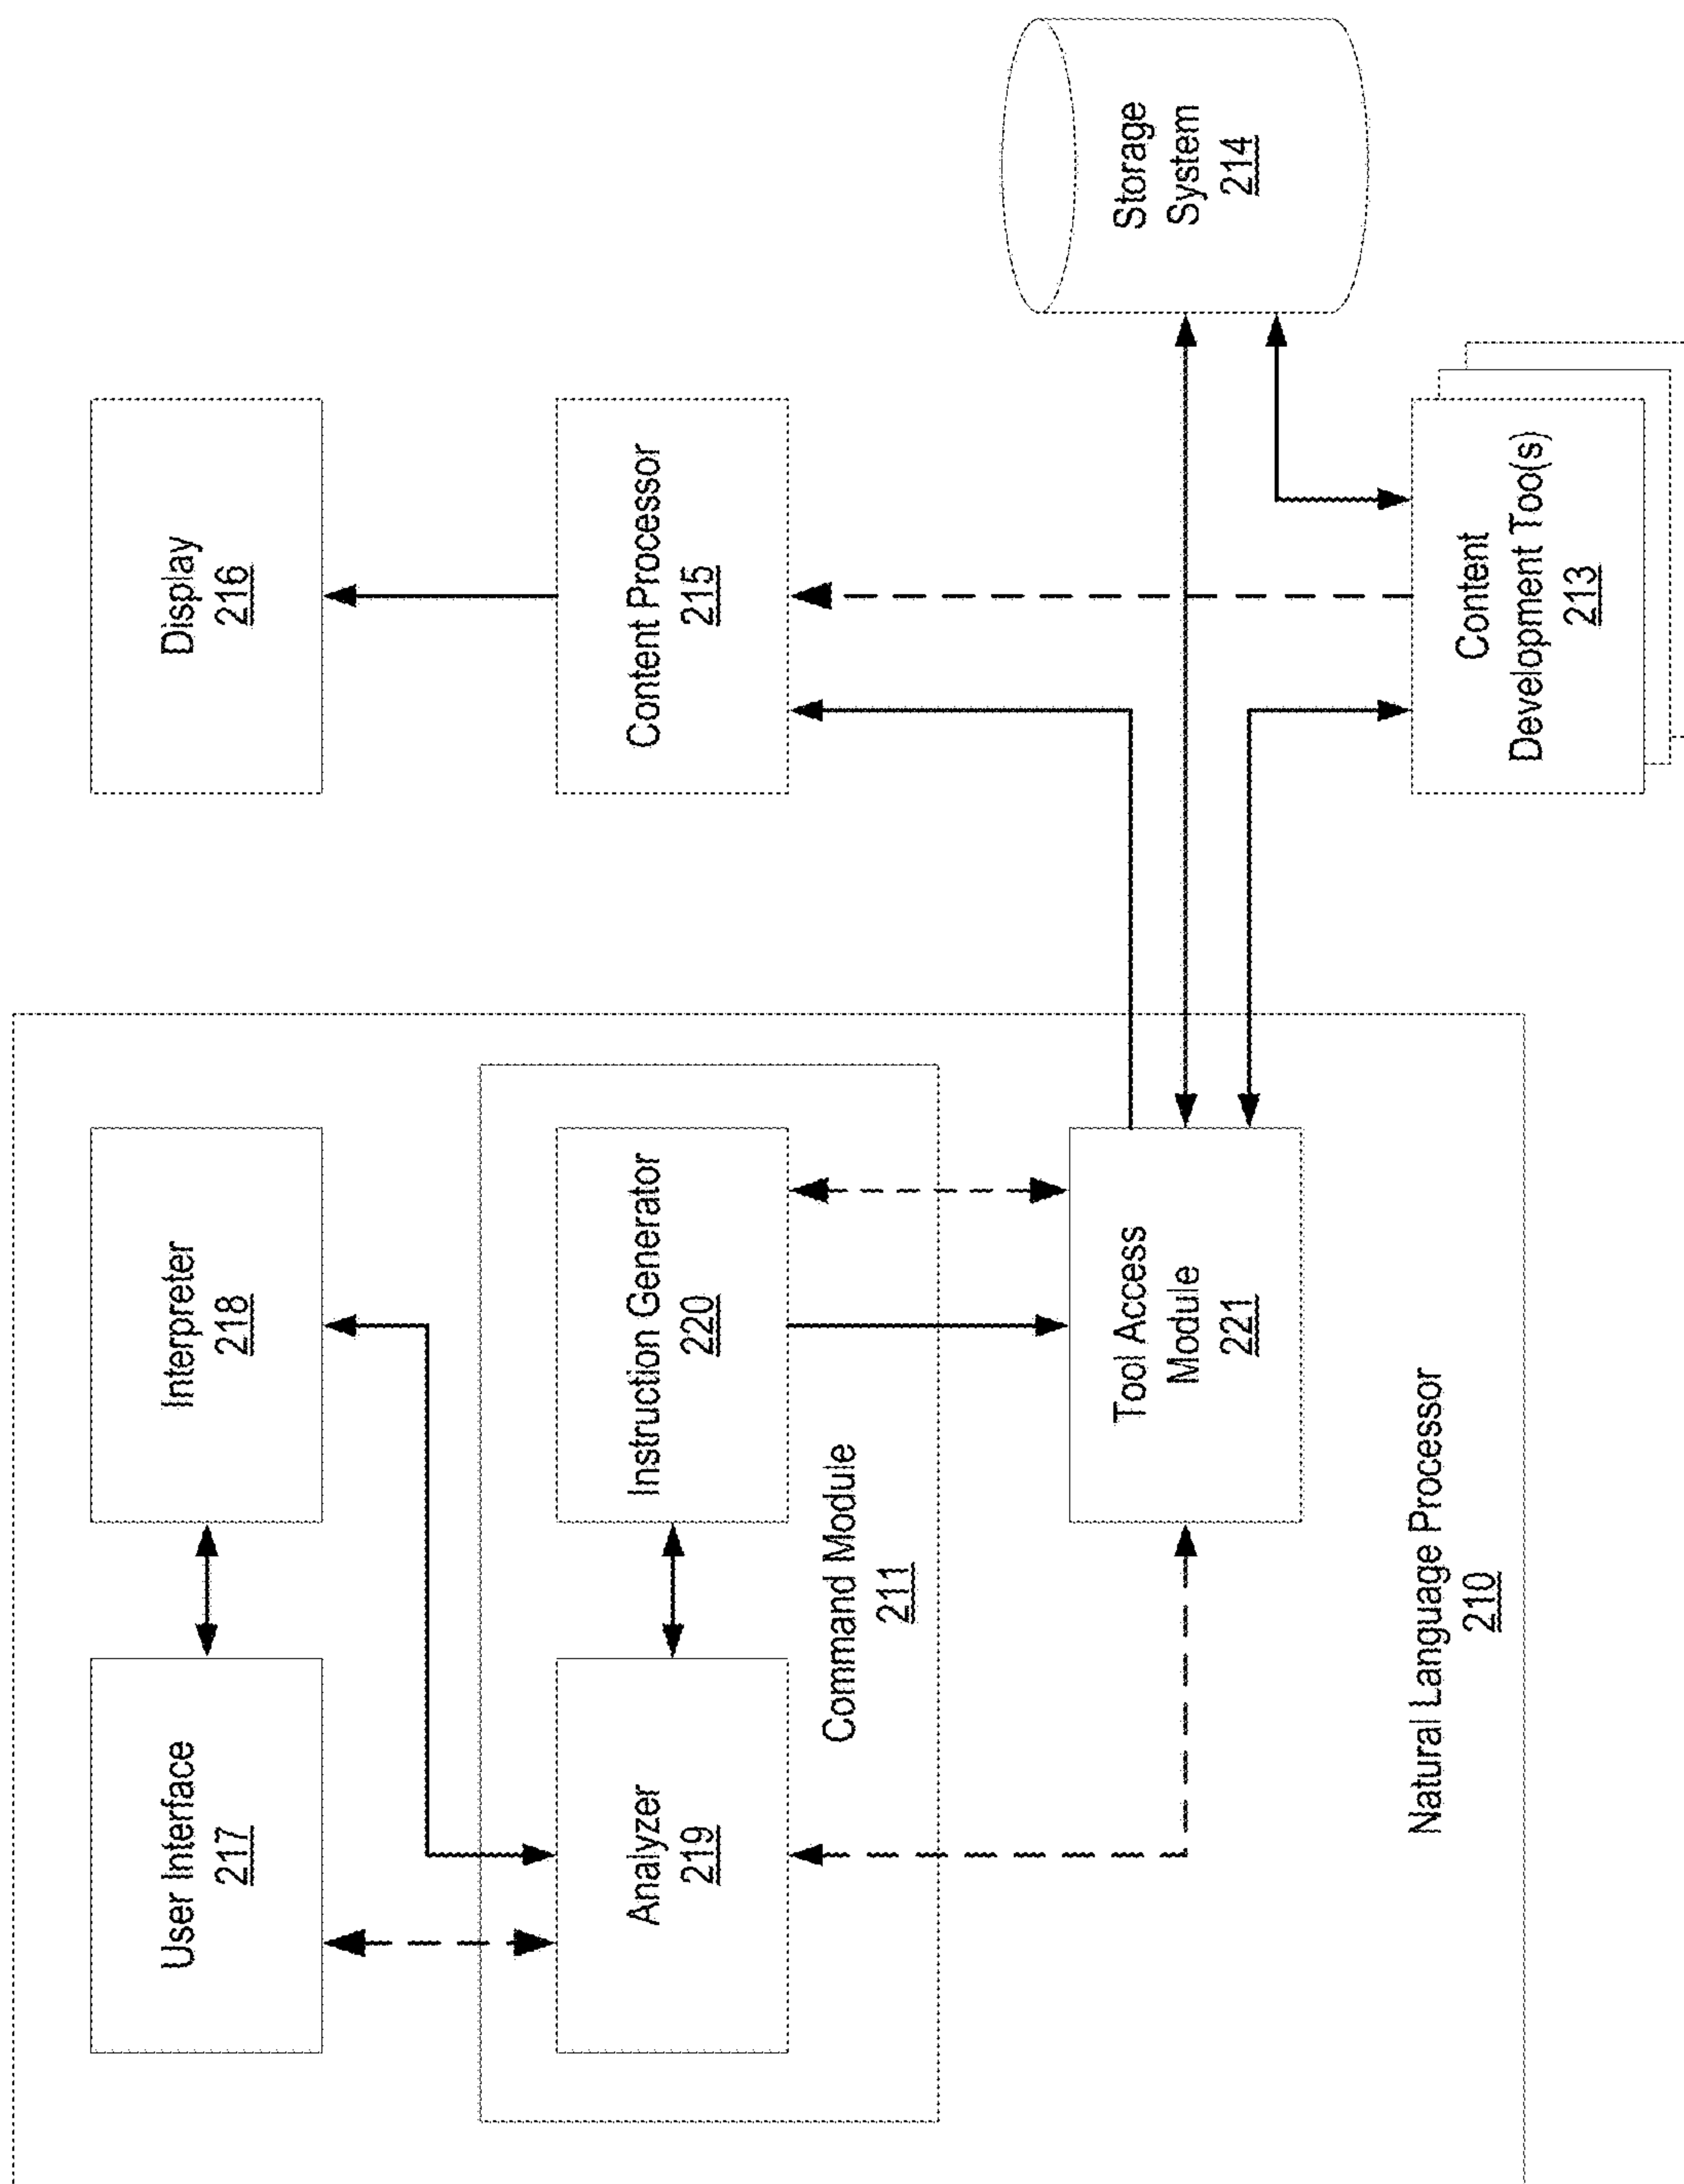 User Interface
217
Interpreter
218
Display
216
Analyzer
219
Instruction Generator
220
Content Processor
215
Command Module
211
Tool Access
Module
221
Storage
System
214
Natural Language Processor
210
Content
Development Tool(s)
213